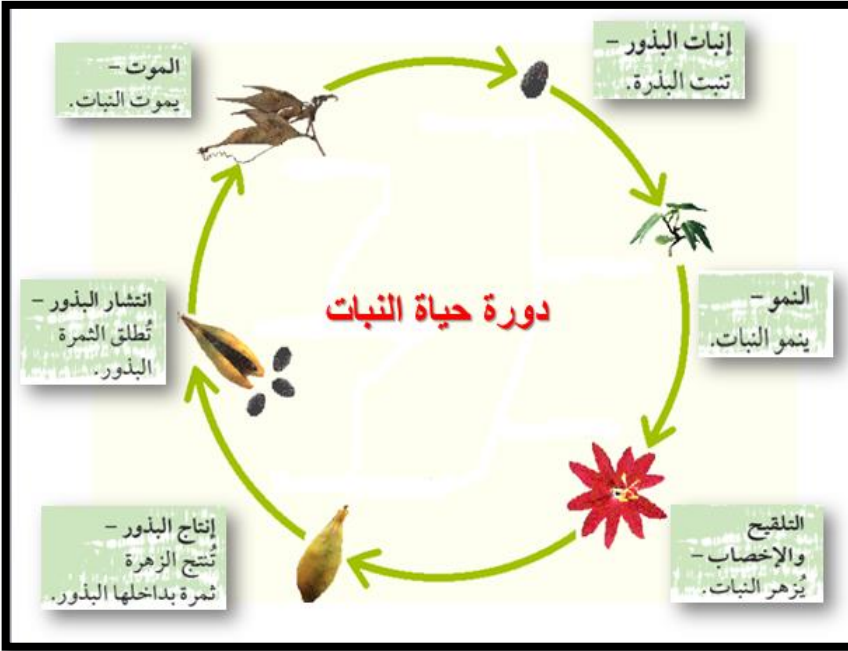 دورة حياة النبات
إنبات البذور –
تنبت البذرة.
النمو –
ينمو النبات.
التلقيح
والإخصاب –
يُزهر النبات.
إنتاج البذور –
تُنتج الزهرة
ثمرة بداخلها البذور.
انتشار البذور –
تُطلق الثمرة
البذور.
الموت –
يموت النبات.